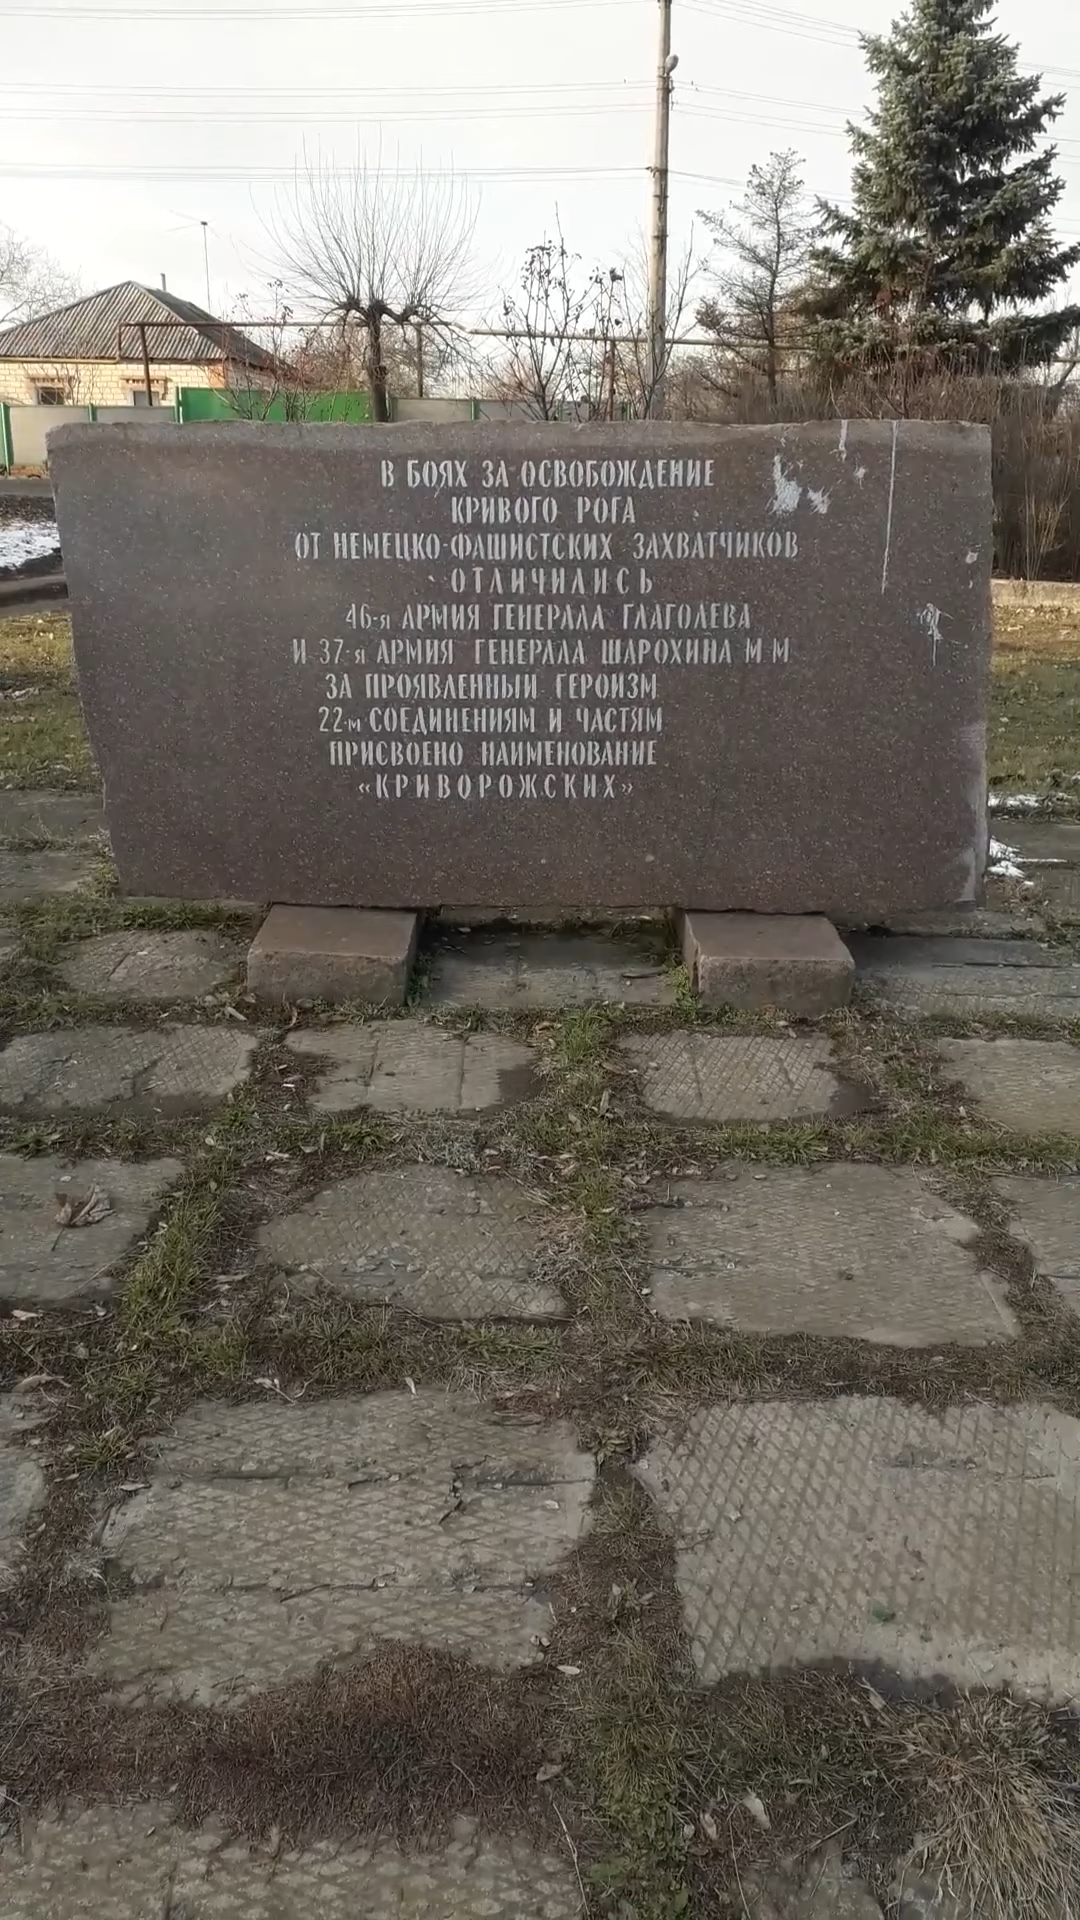 В БОЯХ ЗА ОСВОБОЖДЕНИЕ
КРИВОГО РОГА
ОТ НЕМЕЦКО-ФАШИСТСКИХ ЗАХВАТЧИКОВ
ОТЛИЧИЛИСЬ
46-я АРМИЯ ГЕНЕРАЛА ГЛАГОЛЕВА
И 37-я АРМИЯ ГЕНЕРАЛА ШАРОХИНА М М
ЗА ПРОЯВЛЕННЫЙ ГЕРОИЗМ
22-м СОЕДИНЕНИЯМ И ЧАСТЯМ
ПРИСВОЕНО НАИМЕНОВАНИЕ
«КРИВОРОЖСКИХ»